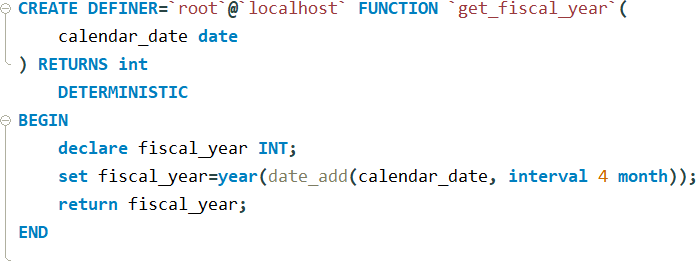 CREATE DEFINER=`root`@`localhost` FUNCTION `get_fiscal_year`(
    calendar_date date
) RETURNS int
    DETERMINISTIC
BEGIN
    declare fiscal_year INT;
    set fiscal_year=year(date_add(calendar_date, interval 4 month));
    return fiscal_year;
END